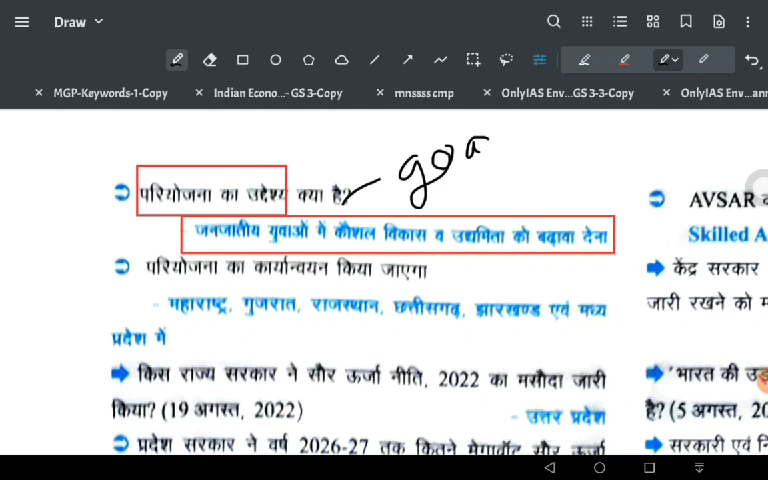 Draw
MGP-Keywords-1-Copy
Indian Econo...- GS 3-Copy
mnssss cmp
OnlyIAS Env...GS 3-3-Copy
OnlyIAS Env...
परियोजना का उद्देश्य क्या है?
जनजातीय युवाओं में कौशल विकास व उद्यमिता को बढ़ावा देना
परियोजना का कार्यान्वयन किया जाएगा
- महाराष्ट्र, गुजरात, राजस्थान, छत्तीसगढ़, झारखण्ड एवं मध्य
प्रदेश में
किस राज्य सरकार ने सौर ऊर्जा नीति, 2022 का मसौदा जारी
किया? (19 अगस्त, 2022)
- उत्तर प्रदेश
प्रदेश सरकार ने वर्ष 2026-27 तक कितने मेगावॉट सौर ऊर्जा
AVSAR
Skilled A
केंद्र सरकार
जारी रखने को
'भारत की
है? (5 अगस्त, 20
सरकारी एवं